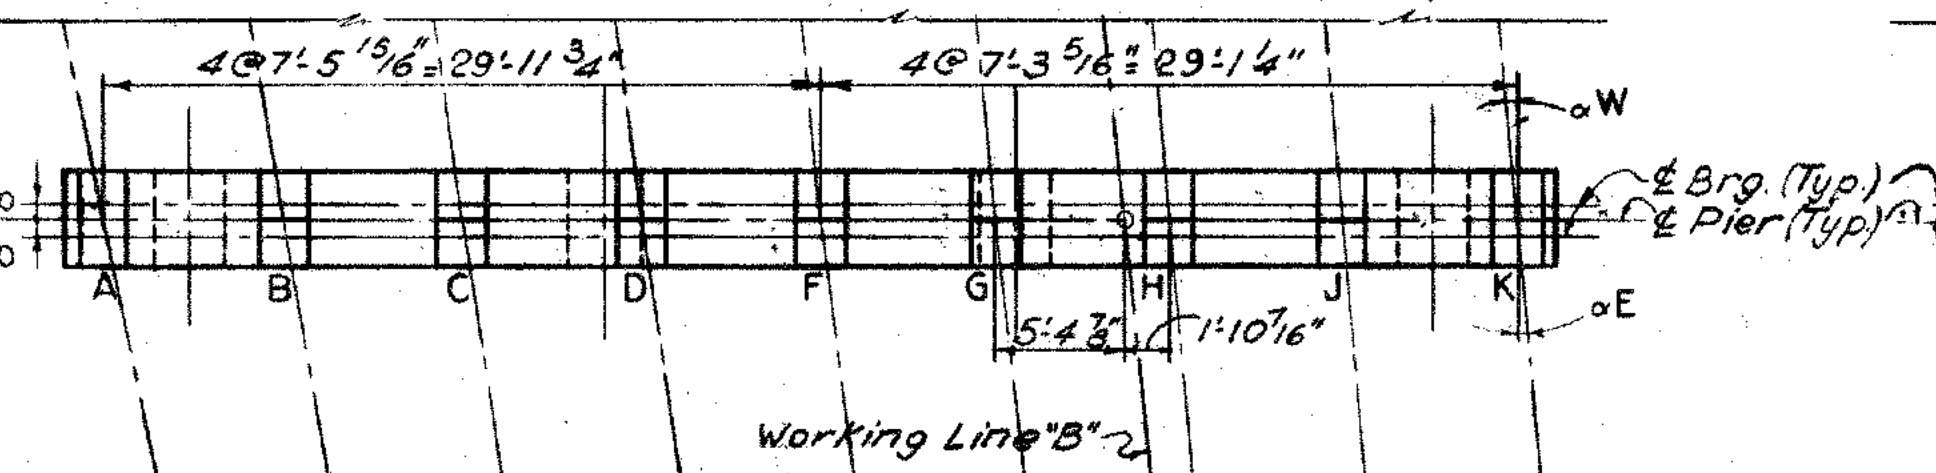 4@7'-5 15/16"=29'-11 3/4"
4@7'-3 5/16"=29'-1 1/4"
αW
℄ Brg. (Typ.)
℄ Pier (Typ.)
A B C D F G H J K
αE
5'-4 7/8"
1'-10 7/16"
Working Line "B"